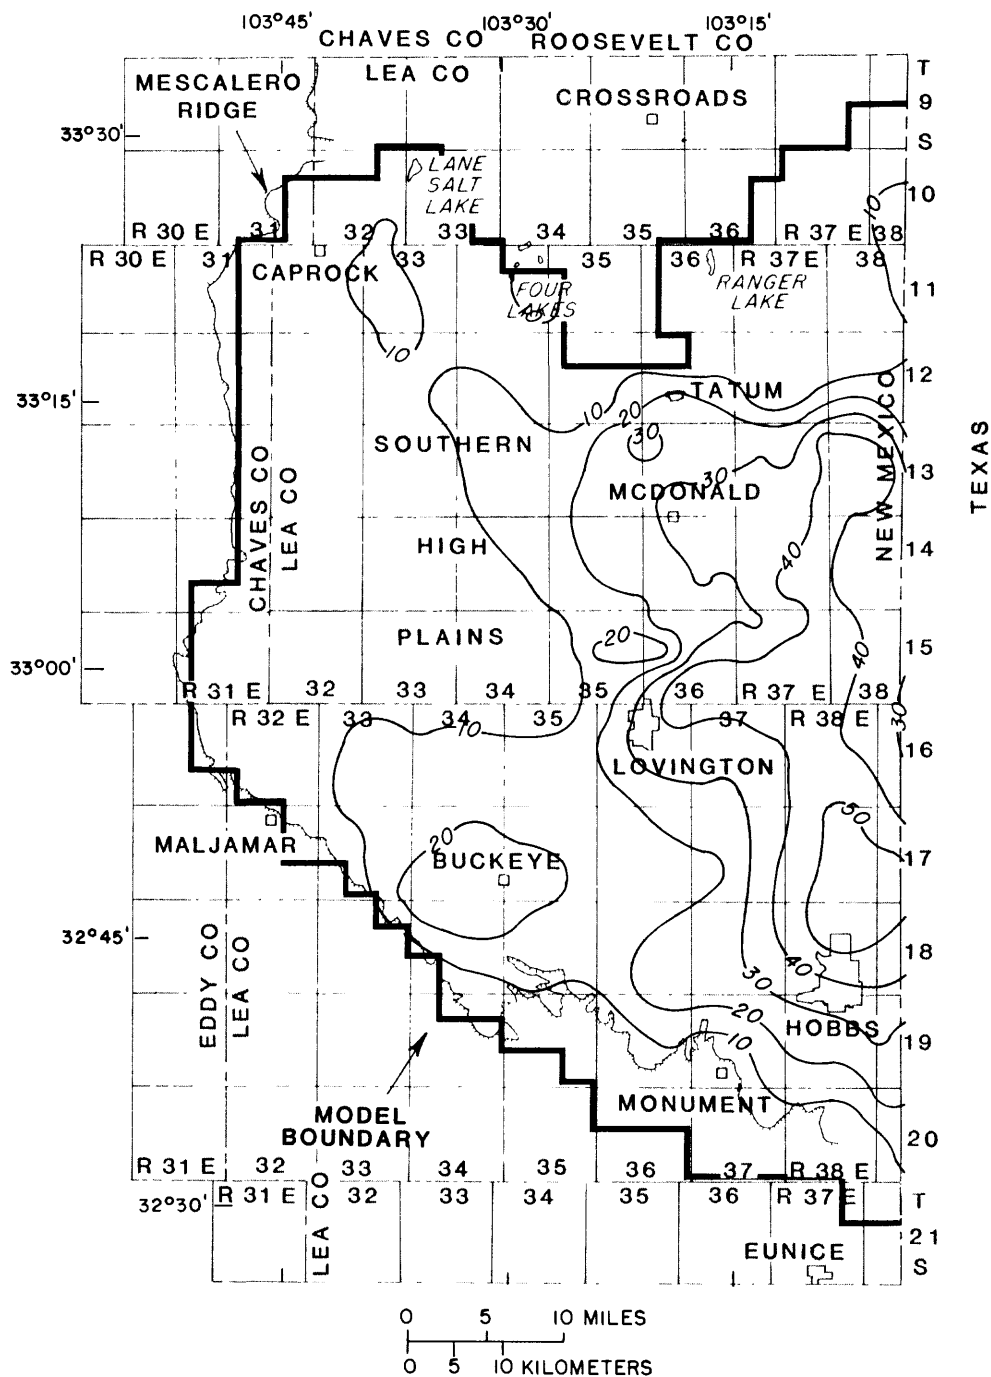 103°45' 103°30' 103°15'
CHAVES CO ROOSEVELT CO
LEA CO
T
MESCALERO
RIDGE
CROSSROADS
9
33°30'
S
LANE
SALT
LAKE
10
10
R 30 E 31 32 33 34 35 36 R 37 E 38
R 30 E 31 33 35 36 R 37E 38
CAPROCK
FOUR
LAKES
RANGER
LAKE
11
10
12
33°15'
TATUM
10 20
30
SOUTHERN
NEW MEXICO
TEXAS
13
30
MCDONALD
CHAVES CO
LEA CO
HIGH
14
40
PLAINS
20
15
40
33°00'
R 31 E 32 33 34 35 36 R 37 E 38
R 32 E 33 34 35 37 R 38 E
10
30
16
LOVINGTON
50
MALJAMAR
20
BUCKEYE
17
32°45'
EDDY CO
LEA CO
18
40
30
20
HOBBS
10
19
MODEL
BOUNDARY
MONUMENT
20
R 31 E 32 33 34 35 36 37 R 38 E
32°30' R 31 E 32 33 34 35 36 R 37 E
T
LEA CO
21
EUNICE
S
0 5 10 MILES
0 5 10 KILOMETERS